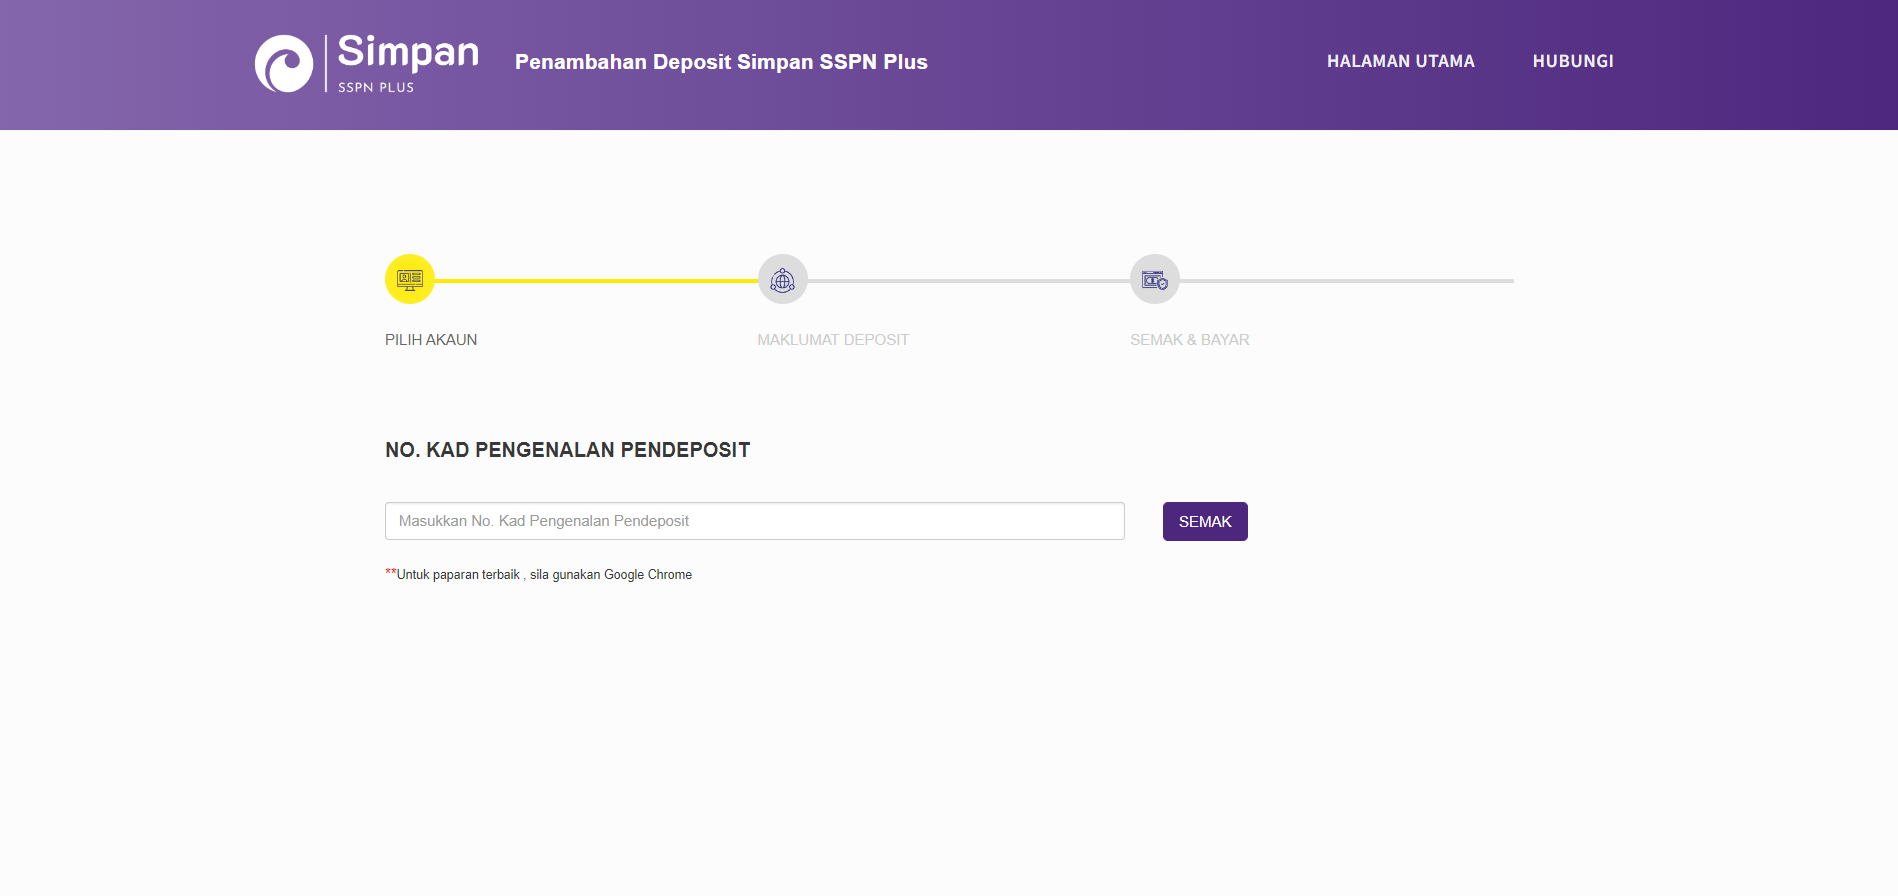 Simpan
SSPN PLUS
Penambahan Deposit Simpan SSPN Plus
HALAMAN UTAMA
HUBUNGI
PILIH AKAUN
MAKLUMAT DEPOSIT
SEMAK & BAYAR
NO. KAD PENGENALAN PENDEPOSIT
Masukkan No. Kad Pengenalan Pendeposit
SEMAK
**Untuk paparan terbaik , sila gunakan Google Chrome